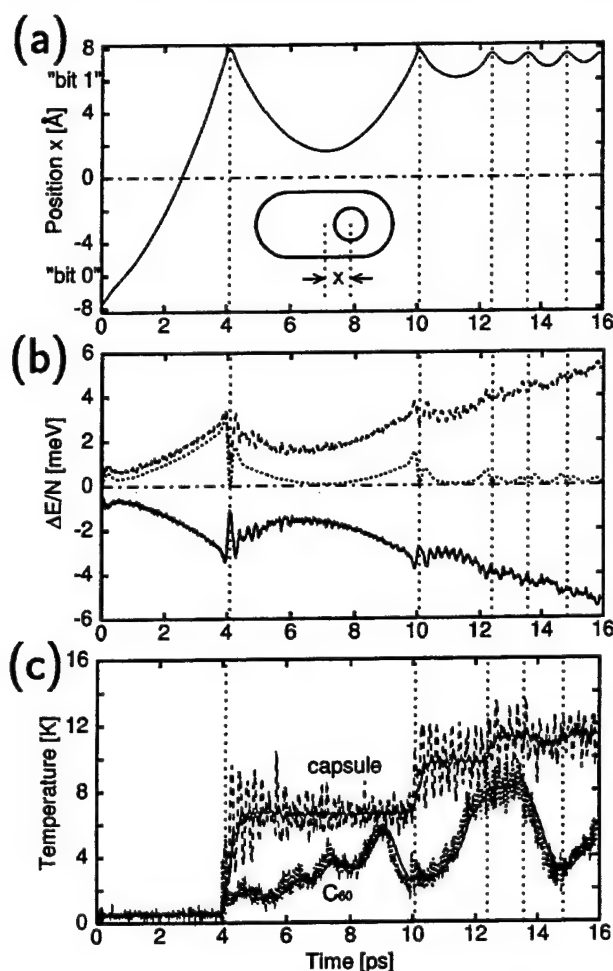 (a)
8
"bit 1"
4
0
-4
"bit 0"
-8
Position x [Å]
x
0 2 4 6 8 10 12 14 16
(b)
6
4
2
0
-2
-4
-6
ΔE/N [meV]
0 2 4 6 8 10 12 14 16
(c)
16
12
8
4
0
Temperature [K]
capsule
C60
0 2 4 6 8 10 12 14 16
Time [ps]